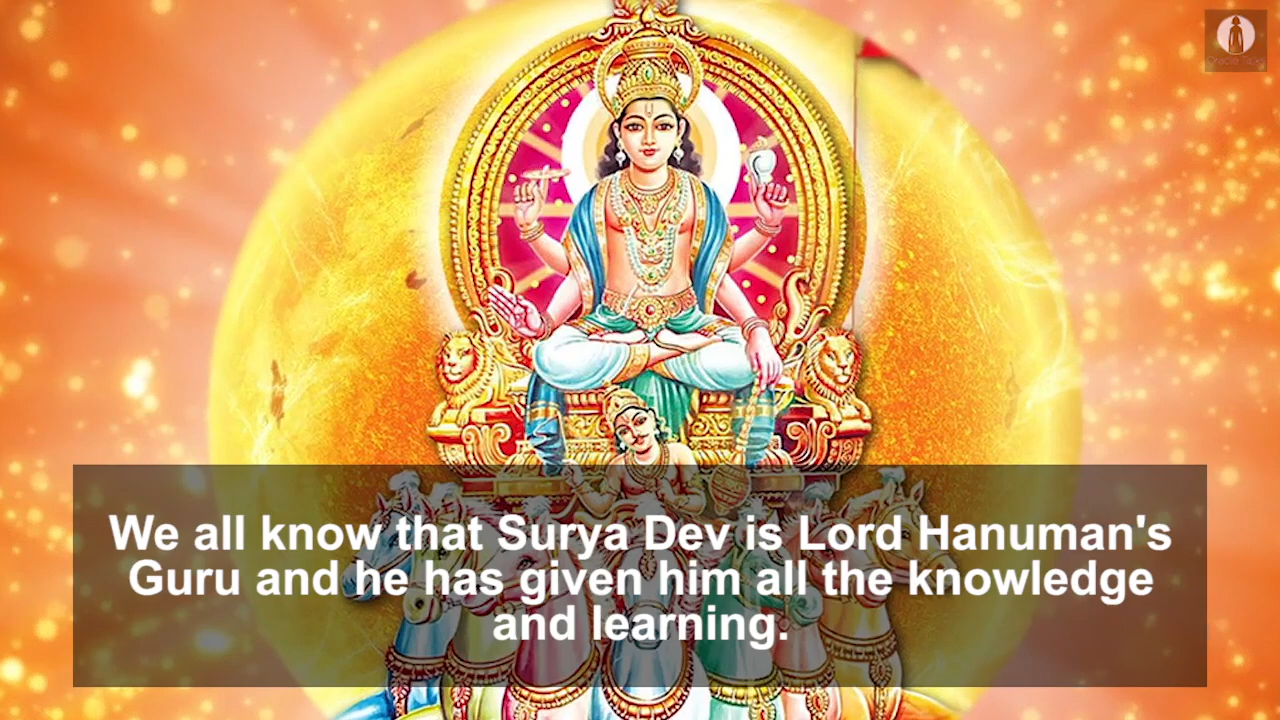 We all know that Surya Dev is Lord Hanuman's
Guru and he has given him all the knowledge
and learning.